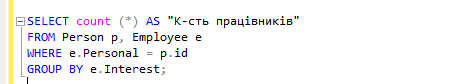 SELECT count (*) AS "К-сть працівників"
FROM Person p, Employee e
WHERE e.Personal = p.id
GROUP BY e.Interest;